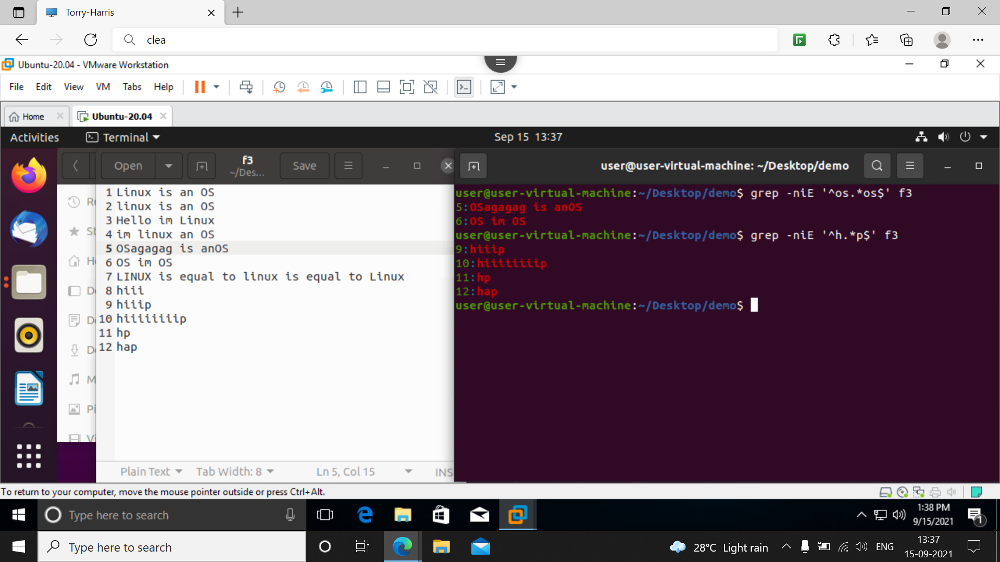 Torry-Harris
clea
Ubuntu-20.04 - VMware Workstation
File Edit View VM Tabs Help
Home
Ubuntu-20.04
Activities
Terminal
Sep 15 13:37
Open
f3
~/Des...
Save
1 Linux is an OS
2 linux is an OS
3 Hello im Linux
4 im linux an OS
5 OSagagag is anOS
6 OS im OS
7 LINUX is equal to linux is equal to Linux
8 hiii
9 hiiip
10 hiiiiiiiip
11 hp
12 hap
Plain Text
Tab Width: 8
Ln 5, Col 15
INS
user@user-virtual-machine: ~/Desktop/demo
user@user-virtual-machine:~/Desktop/demo$ grep -niE '^os.*os$' f3
5:OSagagag is anOS
6:OS im OS
user@user-virtual-machine:~/Desktop/demo$ grep -niE '^h.*p$' f3
9:hiiip
10:hiiiiiiiip
11:hp
12:hap
user@user-virtual-machine:~/Desktop/demo$
To return to your computer, move the mouse pointer outside or press Ctrl+Alt.
Type here to search
1:38 PM
9/15/2021
1
Type here to search
28°C Light rain
ENG
13:37
15-09-2021